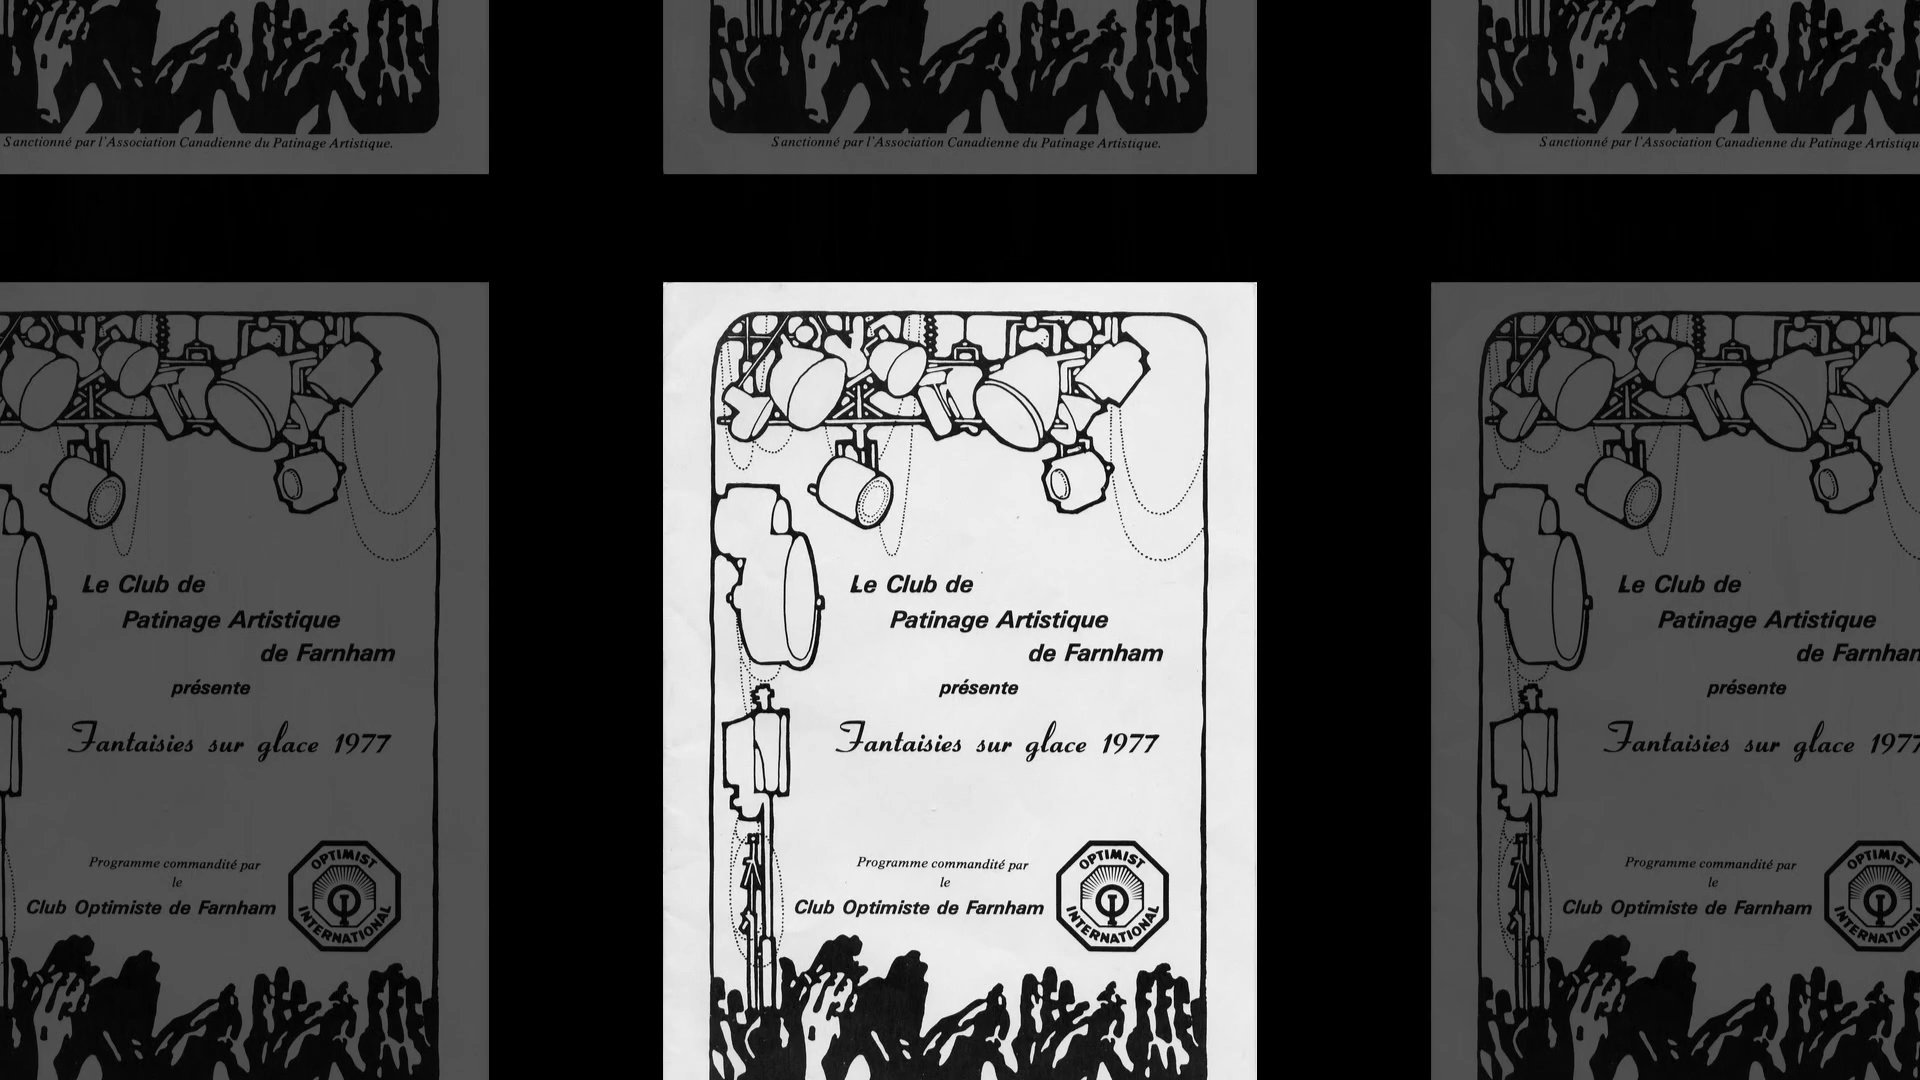 Sanctionné par l'Association Canadienne du Patinage Artistique.
Sanctionné par l'Association Canadienne du Patinage Artistique.
Sanctionné par l'Association Canadienne du Patinage Artistiqu
Le Club de
Patinage Artistique
de Farnham
présente
Fantaisies sur glace 1977
Programme commandité par
le
Club Optimiste de Farnham
OPTIMIST
INTERNATIONAL
Le Club de
Patinage Artistique
de Farnham
présente
Fantaisies sur glace 1977
Programme commandité par
le
Club Optimiste de Farnham
OPTIMIST
INTERNATIONAL
Le Club de
Patinage Artistique
de Farnham
présente
Fantaisies sur glace 1977
Programme commandité par
le
Club Optimiste de Farnham
OPTIMIST
INTERNATIONAL